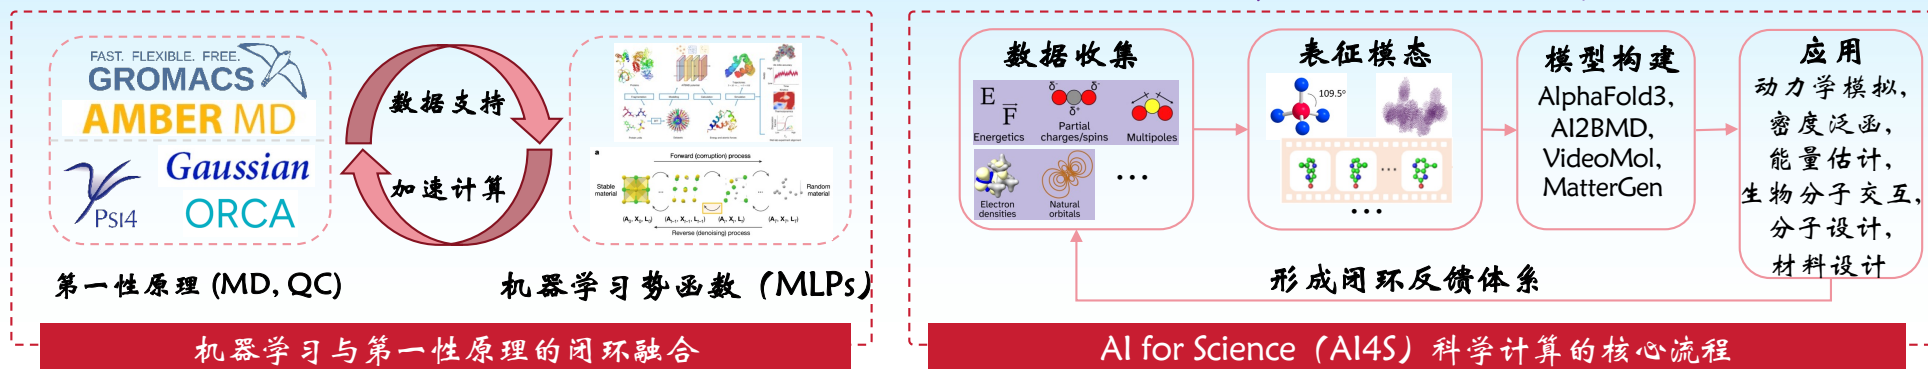 FAST. FLEXIBLE. FREE.
GROMACS
AMBER MD
PSI4
Gaussian
ORCA
第一性原理 (MD, QC)
数据支持
加速计算
a
Forward (corruption) process
Stable
material
Random
material
Reverse (denoising) process
机器学习势函数（MLPs）
机器学习与第一性原理的闭环融合
数据收集
E
F
Energetics
δ⁻ δ⁻
δ⁺
Partial
charges/spins
Multipoles
Electron
densities
Natural
orbitals
...
表征模态
109.5°
...
...
模型构建
AlphaFold3,
AI2BMD,
VideoMol,
MatterGen
应用
动力学模拟,
密度泛函,
能量估计,
生物分子交互,
分子设计,
材料设计
形成闭环反馈体系
AI for Science（AI4S）科学计算的核心流程